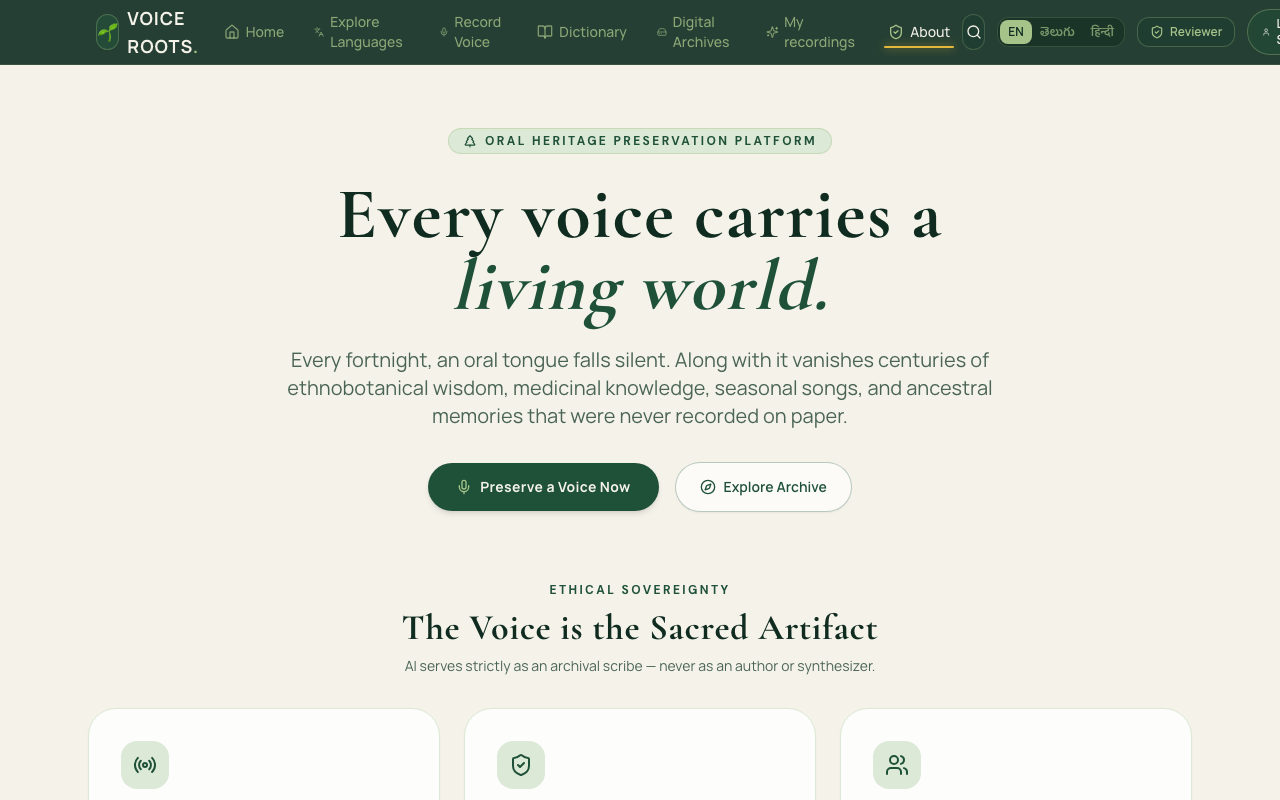 VOICE
ROOTS.
Home
Explore
Languages
Record
Voice
Dictionary
Digital
Archives
My
recordings
About
EN
తెలుగు
हिन्दी
Reviewer
ORAL HERITAGE PRESERVATION PLATFORM
Every voice carries a
living world.
Every fortnight, an oral tongue falls silent. Along with it vanishes centuries of
ethnobotanical wisdom, medicinal knowledge, seasonal songs, and ancestral
memories that were never recorded on paper.
Preserve a Voice Now
Explore Archive
ETHICAL SOVEREIGNTY
The Voice is the Sacred Artifact
AI serves strictly as an archival scribe — never as an author or synthesizer.